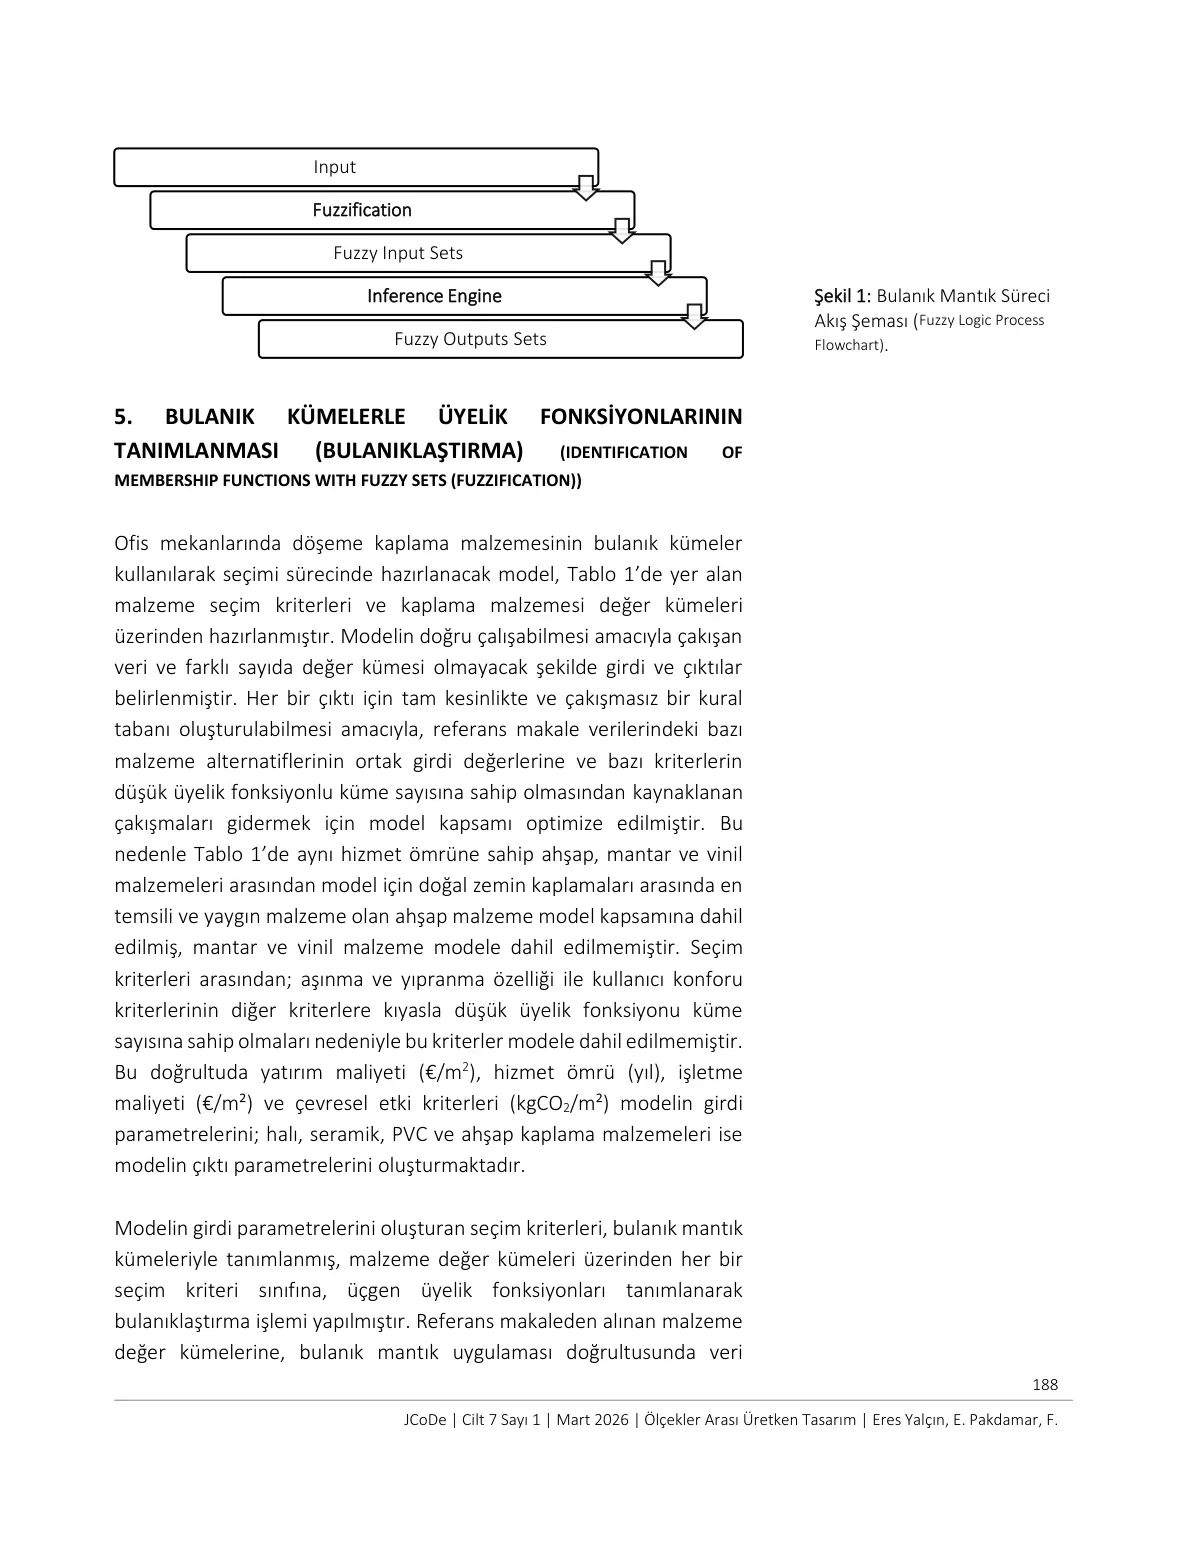 Input
Fuzzification
Fuzzy Input Sets
Inference Engine
Fuzzy Outputs Sets
Şekil 1: Bulanık Mantık Süreci
Akış Şeması (Fuzzy Logic Process
Flowchart).
5. BULANIK KÜMELERLE ÜYELİK FONKSİYONLARININ
TANIMLANMASI (BULANIKLAŞTIRMA) (IDENTIFICATION OF
MEMBERSHIP FUNCTIONS WITH FUZZY SETS (FUZZIFICATION))
Ofis mekanlarında döşeme kaplama malzemesinin bulanık kümeler
kullanılarak seçimi sürecinde hazırlanacak model, Tablo 1’de yer alan
malzeme seçim kriterleri ve kaplama malzemesi değer kümeleri
üzerinden hazırlanmıştır. Modelin doğru çalışabilmesi amacıyla çakışan
veri ve farklı sayıda değer kümesi olmayacak şekilde girdi ve çıktılar
belirlenmiştir. Her bir çıktı için tam kesinlikte ve çakışmasız bir kural
tabanı oluşturulabilmesi amacıyla, referans makale verilerindeki bazı
malzeme alternatiflerinin ortak girdi değerlerine ve bazı kriterlerin
düşük üyelik fonksiyonlu küme sayısına sahip olmasından kaynaklanan
çakışmaları gidermek için model kapsamı optimize edilmiştir. Bu
nedenle Tablo 1’de aynı hizmet ömrüne sahip ahşap, mantar ve vinil
malzemeleri arasından model için doğal zemin kaplamaları arasında en
temsili ve yaygın malzeme olan ahşap malzeme model kapsamına dahil
edilmiş, mantar ve vinil malzeme modele dahil edilmemiştir. Seçim
kriterleri arasından; aşınma ve yıpranma özelliği ile kullanıcı konforu
kriterlerinin diğer kriterlere kıyasla düşük üyelik fonksiyonu küme
sayısına sahip olmaları nedeniyle bu kriterler modele dahil edilmemiştir.
Bu doğrultuda yatırım maliyeti (€/m²), hizmet ömrü (yıl), işletme
maliyeti (€/m²) ve çevresel etki kriterleri (kgCO₂/m²) modelin girdi
parametrelerini; halı, seramik, PVC ve ahşap kaplama malzemeleri ise
modelin çıktı parametrelerini oluşturmaktadır.
Modelin girdi parametrelerini oluşturan seçim kriterleri, bulanık mantık
kümeleriyle tanımlanmış, malzeme değer kümeleri üzerinden her bir
seçim kriteri sınıfına, üçgen üyelik fonksiyonları tanımlanarak
bulanıklaştırma işlemi yapılmıştır. Referans makaleden alınan malzeme
değer kümelerine, bulanık mantık uygulaması doğrultusunda veri
188
JCoDe | Cilt 7 Sayı 1 | Mart 2026 | Ölçekler Arası Üretken Tasarım | Eres Yalçın, E. Pakdamar, F.